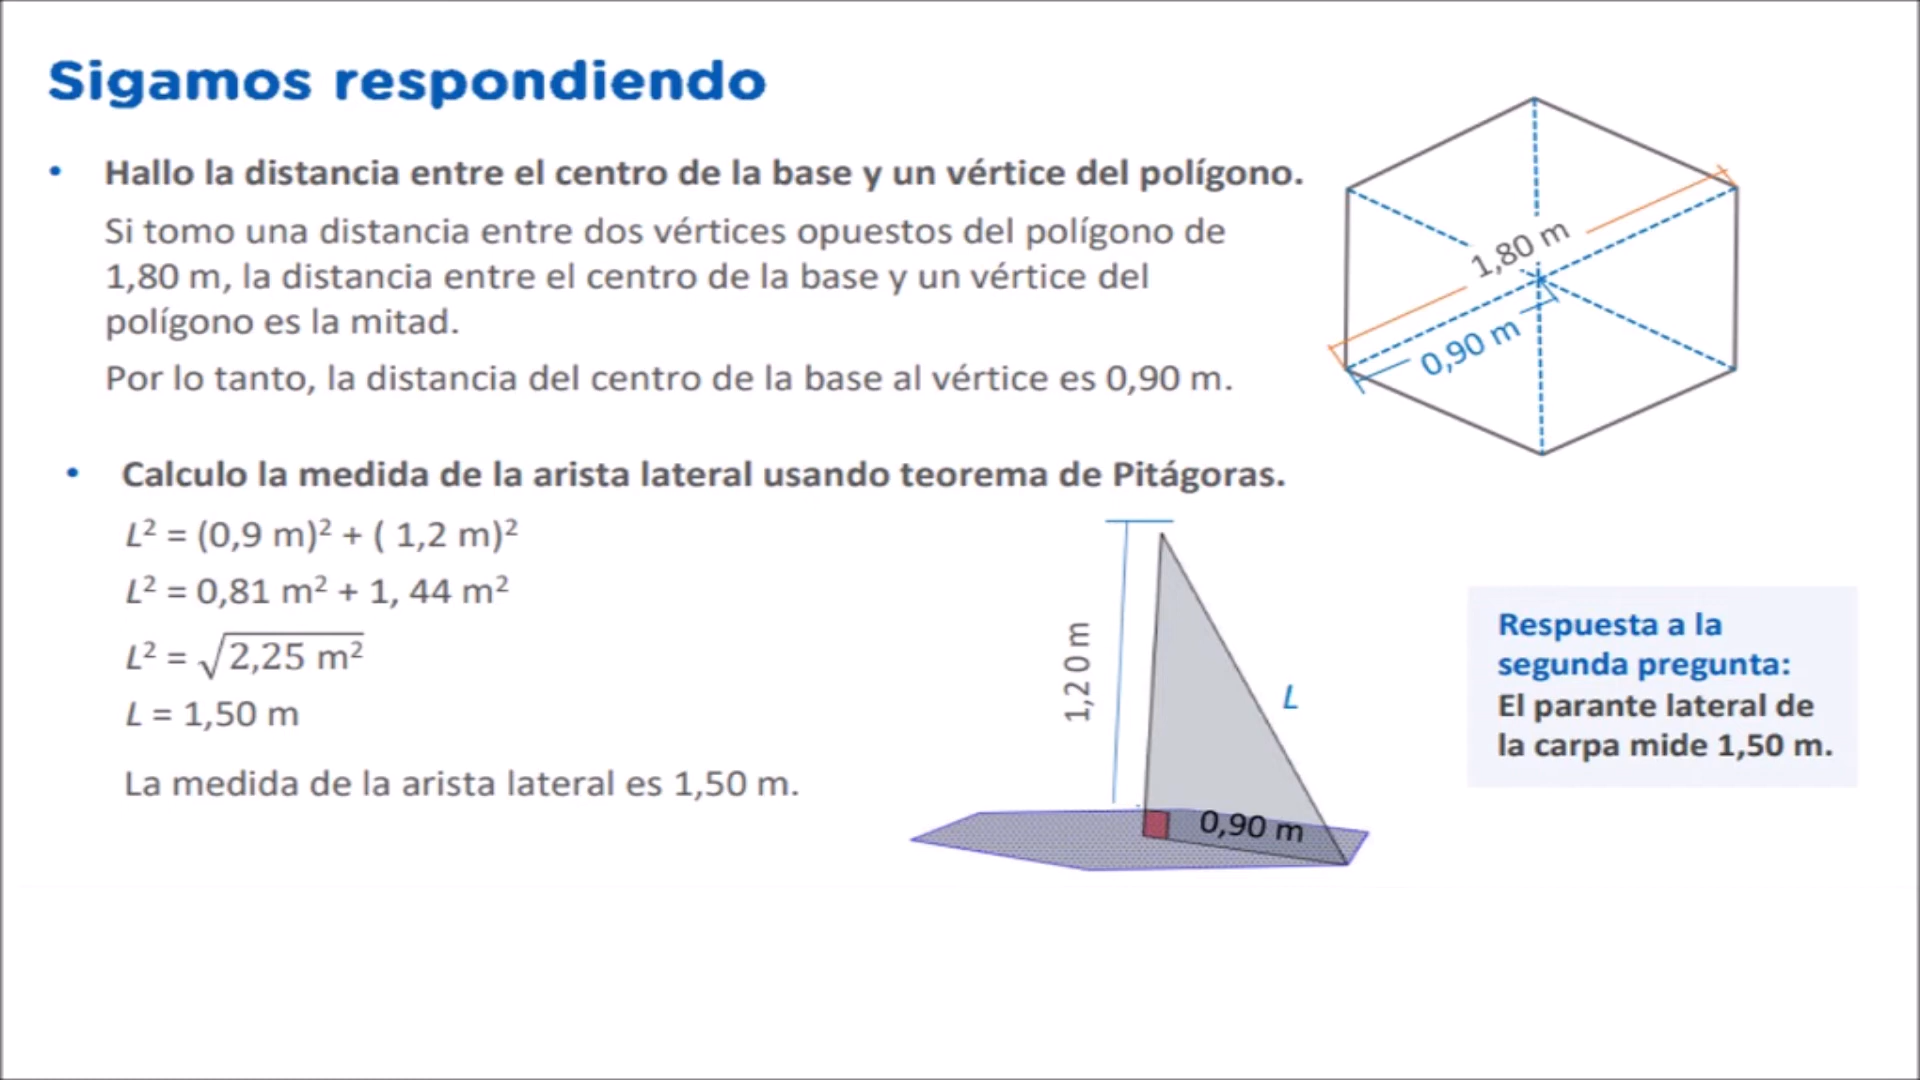 Sigamos respondiendo
• Hallo la distancia entre el centro de la base y un vértice del polígono.
Si tomo una distancia entre dos vértices opuestos del polígono de
1,80 m, la distancia entre el centro de la base y un vértice del
polígono es la mitad.
Por lo tanto, la distancia del centro de la base al vértice es 0,90 m.
1,80 m
0,90 m
• Calculo la medida de la arista lateral usando teorema de Pitágoras.
L² = (0,9 m)² + ( 1,2 m)²
L² = 0,81 m² + 1, 44 m²
L² = √2,25 m²
L = 1,50 m
La medida de la arista lateral es 1,50 m.
1,20 m
L
0,90 m
Respuesta a la
segunda pregunta:
El parante lateral de
la carpa mide 1,50 m.